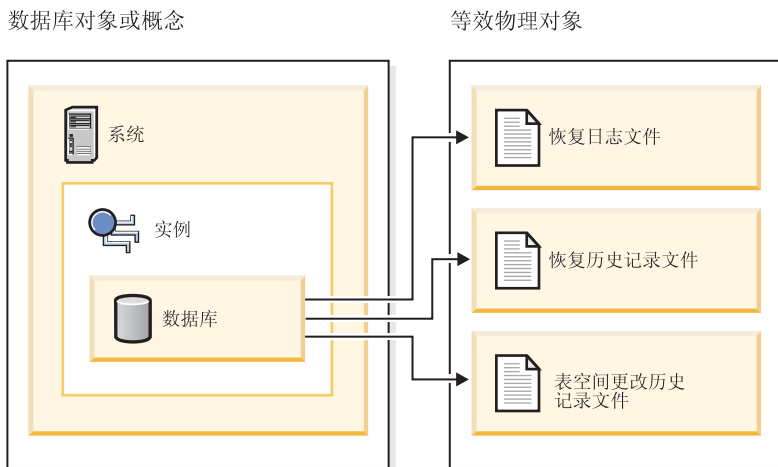 数据库对象或概念
等效物理对象
系统
实例
数据库
恢复日志文件
恢复历史记录文件
表空间更改历史
记录文件